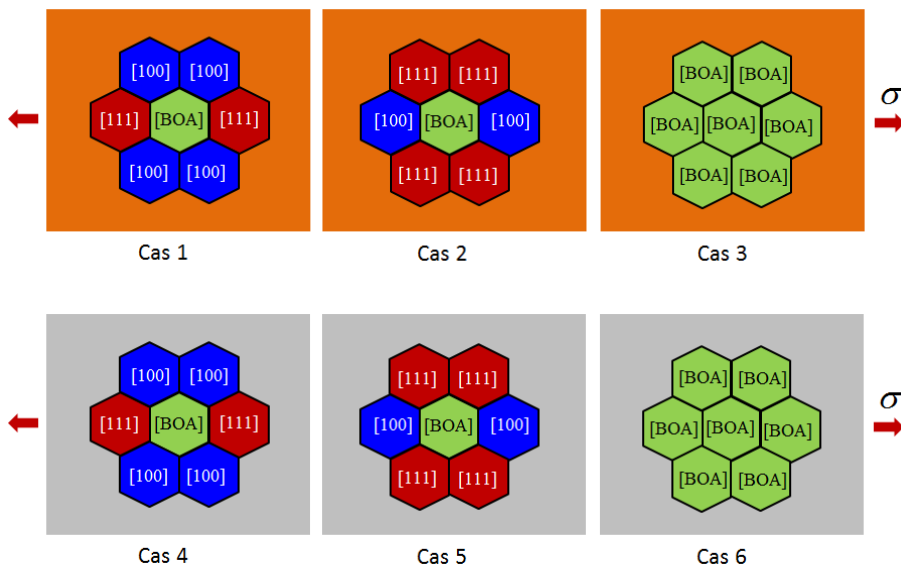 [100] [100] [111] [111] [BOA] [BOA]
[111] [BOA] [111] [100] [BOA] [100] [BOA] [BOA] [BOA] σ
[100] [100] [111] [111] [BOA] [BOA]
Cas 1 Cas 2 Cas 3
[100] [100] [111] [111] [BOA] [BOA]
[111] [BOA] [111] [100] [BOA] [100] [BOA] [BOA] [BOA] σ
[100] [100] [111] [111] [BOA] [BOA]
Cas 4 Cas 5 Cas 6